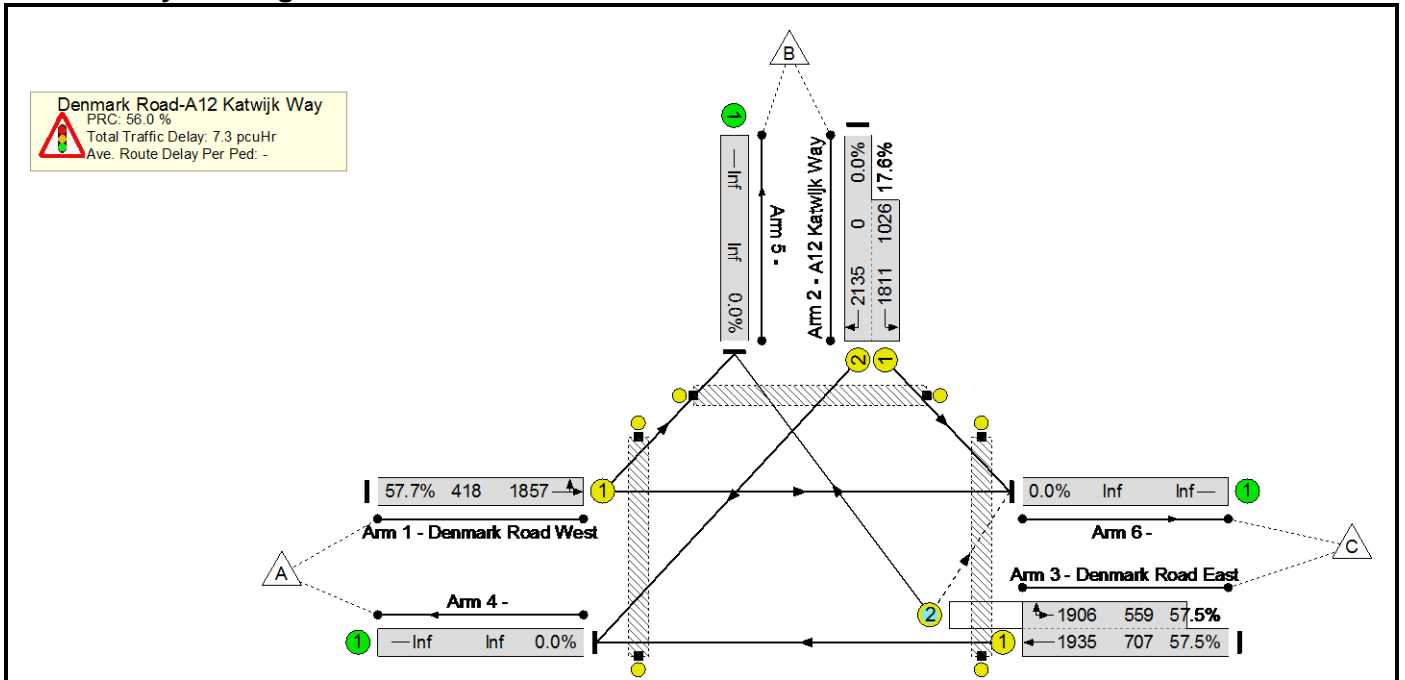 Denmark Road-A12 Katwijk Way
PRC: 56.0 %
Total Traffic Delay: 7.3 pcuHr
Ave. Route Delay Per Ped: -
B
1
Inf
Inf
0.0%
Arm 5 -
Arm 2 - A12 Katwijk Way
2135 0 0.0%
1811 1026 17.6%
2
1
57.7% 418 1857
1
Arm 1 - Denmark Road West
0.0% Inf Inf
1
Arm 6 -
A
C
Arm 4 -
1
Inf Inf 0.0%
Arm 3 - Denmark Road East
2
1906 559 57.5%
1
1935 707 57.5%